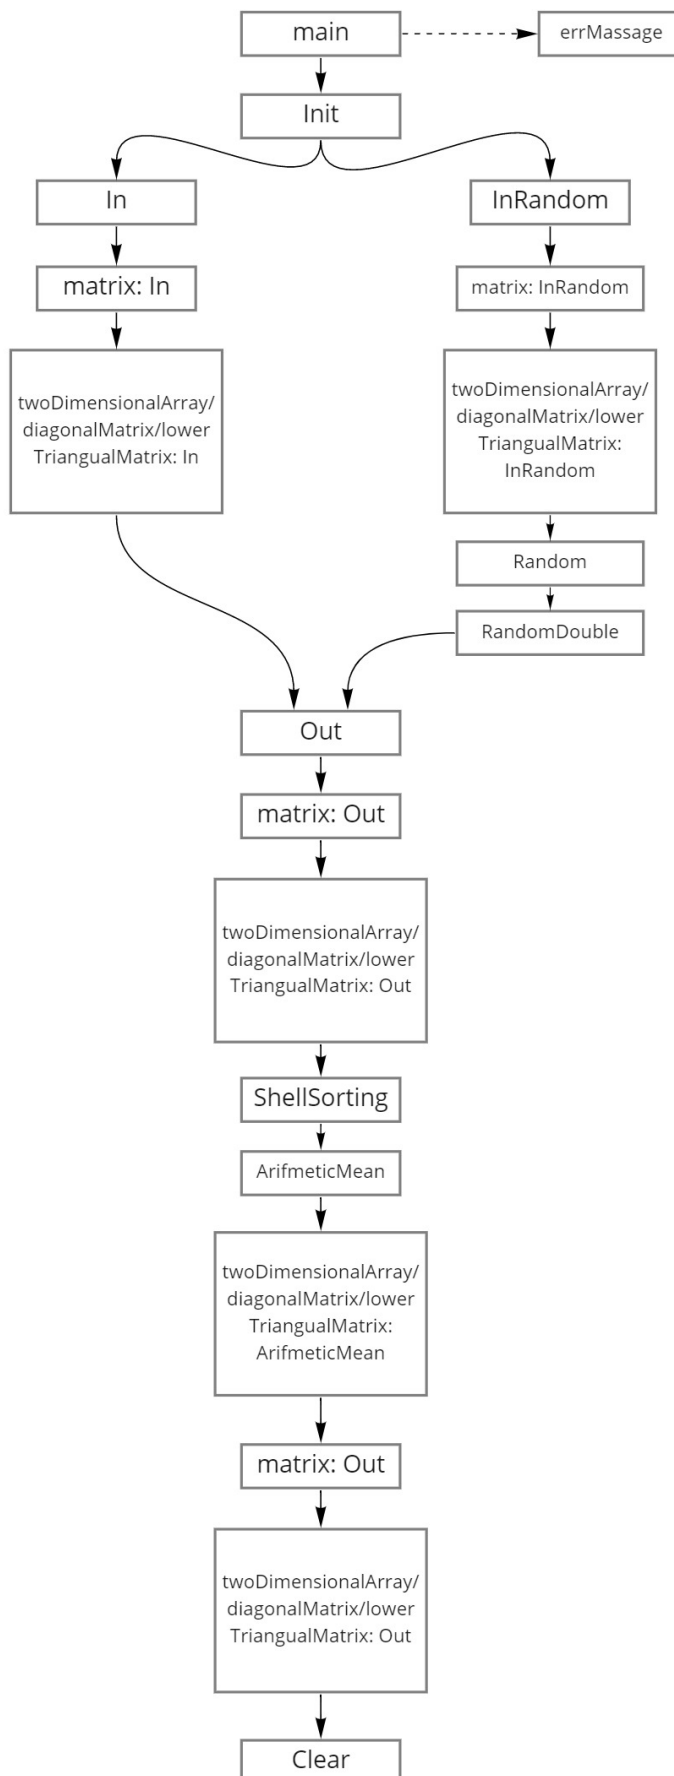 main
errMassage
Init
In
InRandom
matrix: In
matrix: InRandom
twoDimensionalArray/
diagonalMatrix/lower
TriangualMatrix: In
twoDimensionalArray/
diagonalMatrix/lower
TriangualMatrix:
InRandom
Random
RandomDouble
Out
matrix: Out
twoDimensionalArray/
diagonalMatrix/lower
TriangualMatrix: Out
ShellSorting
ArifmeticMean
twoDimensionalArray/
diagonalMatrix/lower
TriangualMatrix:
ArifmeticMean
matrix: Out
twoDimensionalArray/
diagonalMatrix/lower
TriangualMatrix: Out
Clear